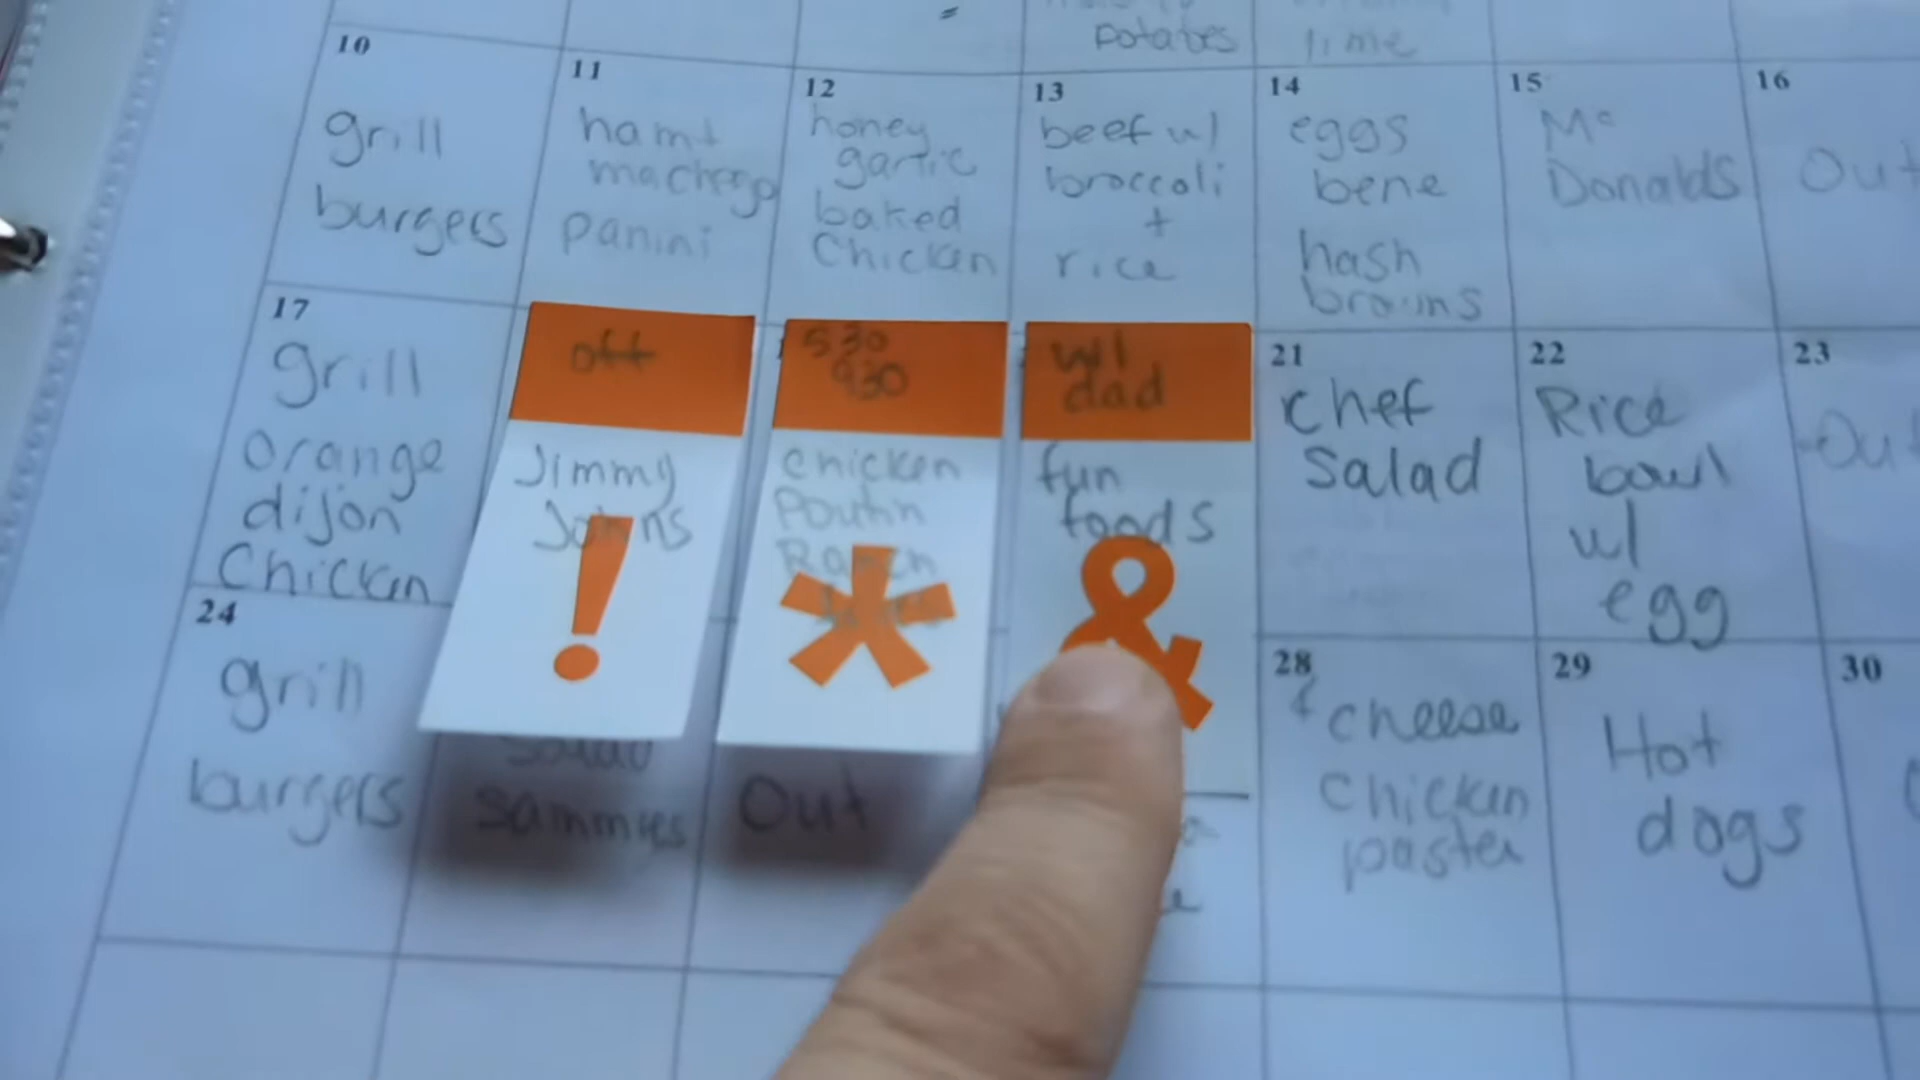 potatoes
lime
10
grill
burgers
11
ham +
panini
12
honey
garlic
baked
Chicken
13
beef w/
broccoli
+
rice
14
eggs
bene
hash
browns
15
Mc
Donalds
16
Out
17
grill
orange
dijon
Chicken
off
Jimmy
Johns
!
530
930
chicken
Ranch
*
w/
dad
fun
foods
&
21
Chef
Salad
22
Rice
bowl
w/
egg
23
Out
24
grill
burgers
sammies
Out
28
cheese
Chicken
29
Hot
dogs
30